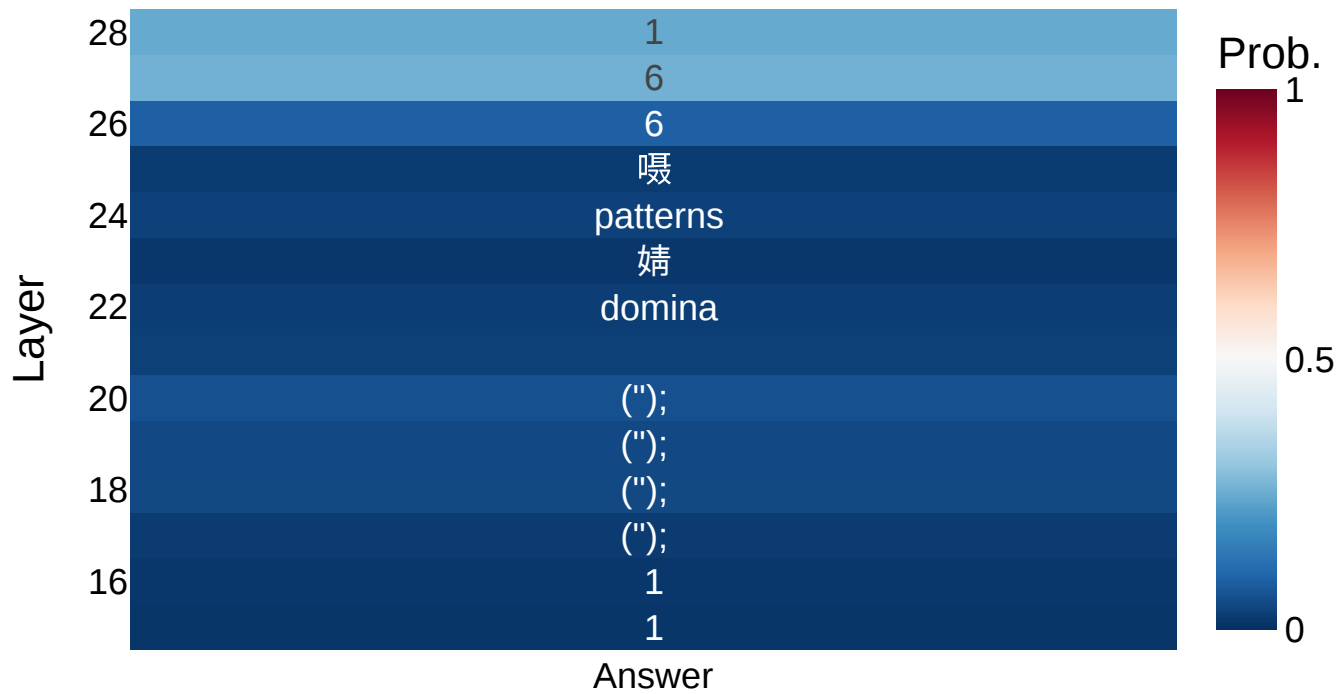 28
1
Prob.
6
1
26
6
嗫
24
patterns
婧
22
domina
0.5
Layer
20
(");
(");
18
(");
(");
16
1
1
0
Answer